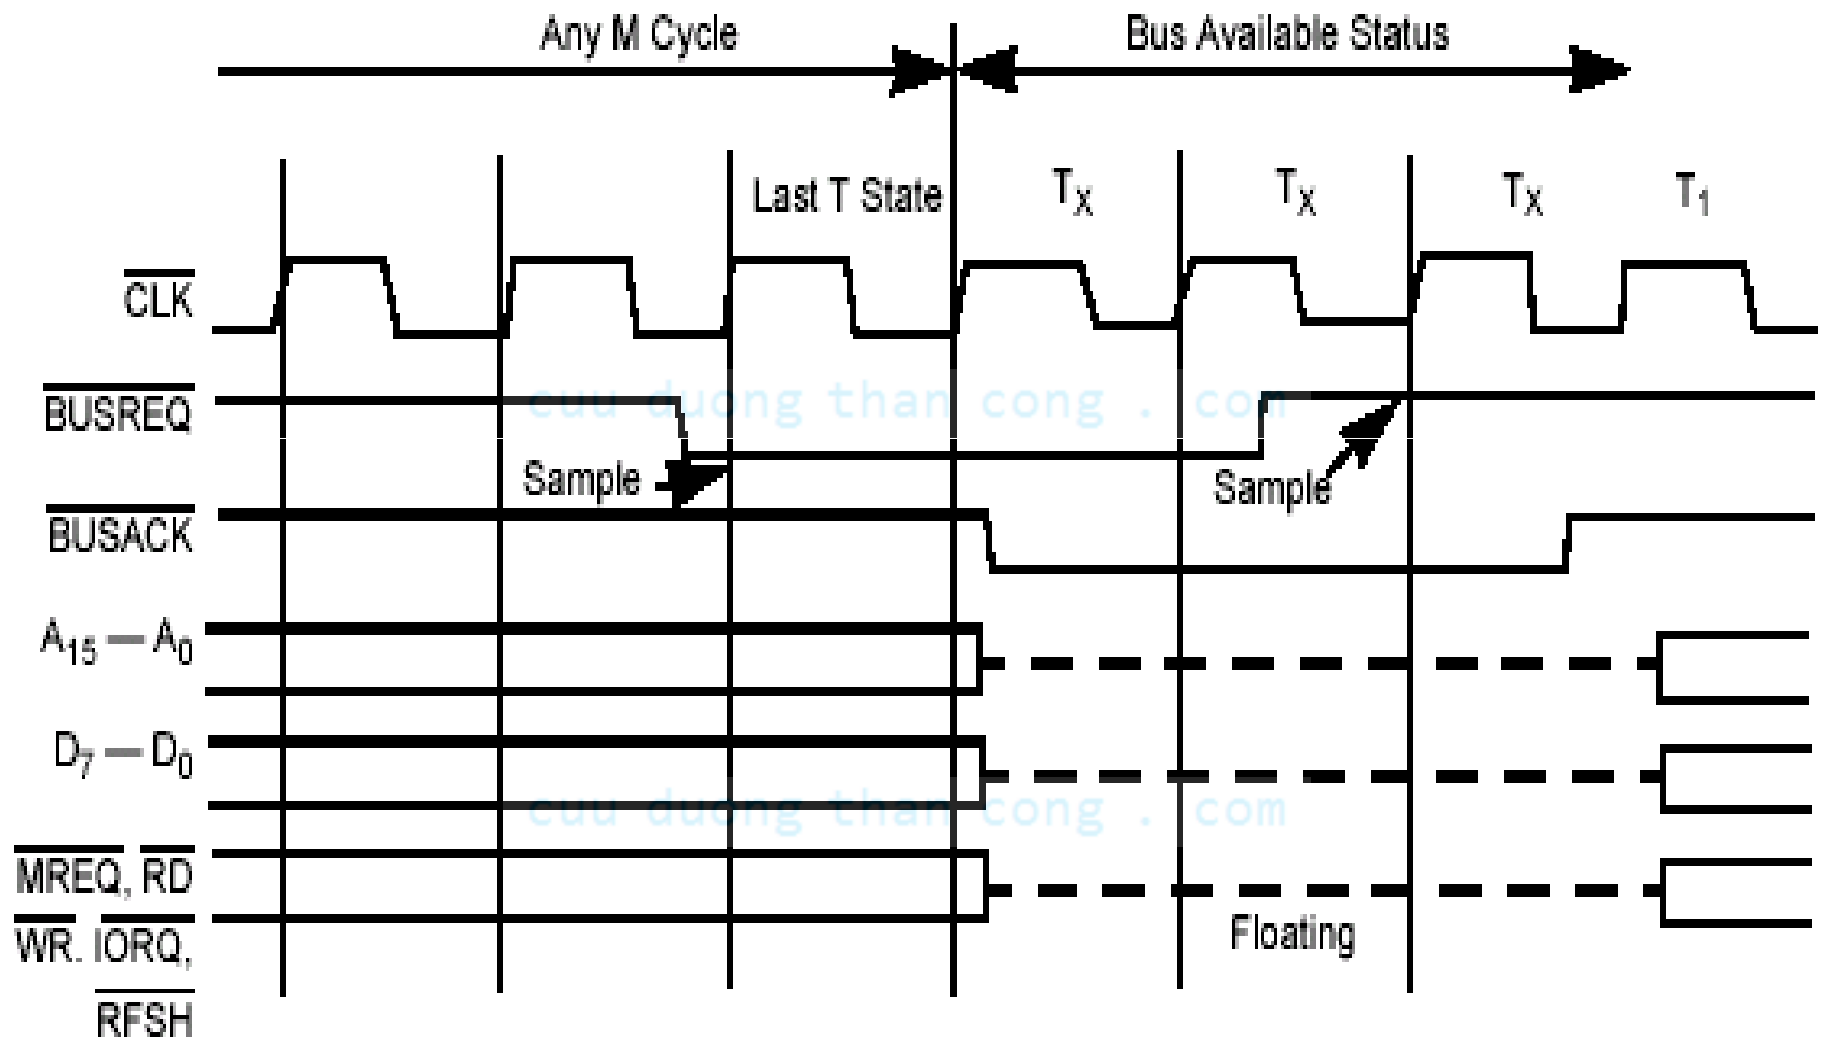 Any M Cycle
Bus Available Status
Last T State
TX
TX
TX
T1
CLK
BUSREQ
cuu duong than cong . com
Sample
Sample
BUSACK
A15 — A0
D7 — D0
cuu duong than cong . com
MREQ, RD
WR. IORQ,
Floating
RFSH